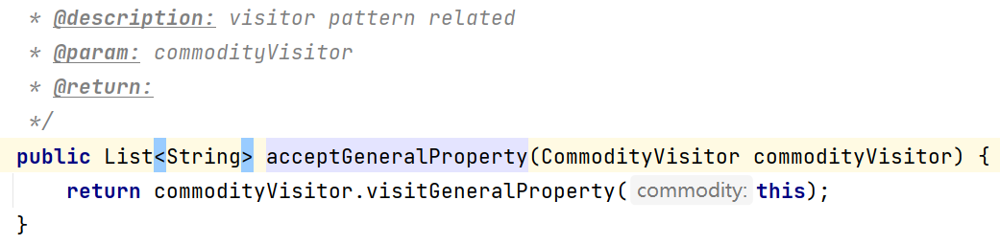 * @description: visitor pattern related
* @param: commodityVisitor
* @return:
*/
public List<String> acceptGeneralProperty(CommodityVisitor commodityVisitor) {
return commodityVisitor.visitGeneralProperty( commodity: this);
}